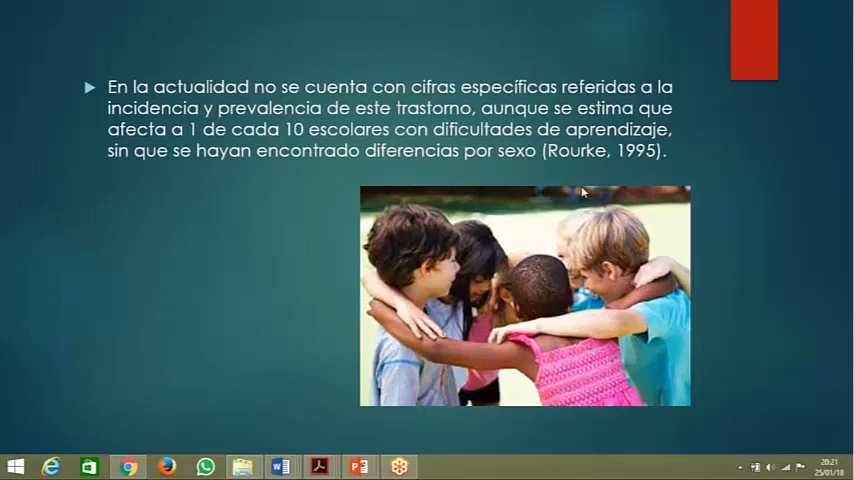 En la actualidad no se cuenta con cifras específicas referidas a la
incidencia y prevalencia de este trastorno, aunque se estima que
afecta a 1 de cada 10 escolares con dificultades de aprendizaje,
sin que se hayan encontrado diferencias por sexo (Rourke, 1995).
20:21
25/01/18